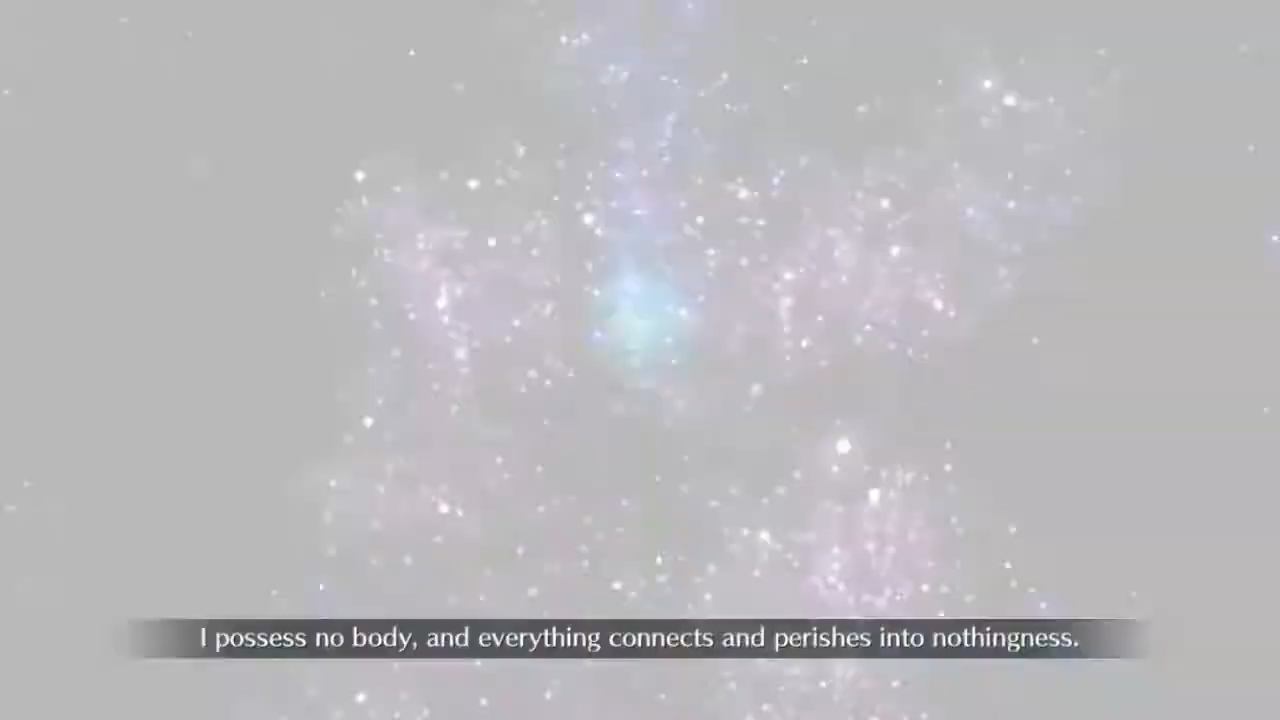 I possess no body, and everything connects and perishes into nothingness.